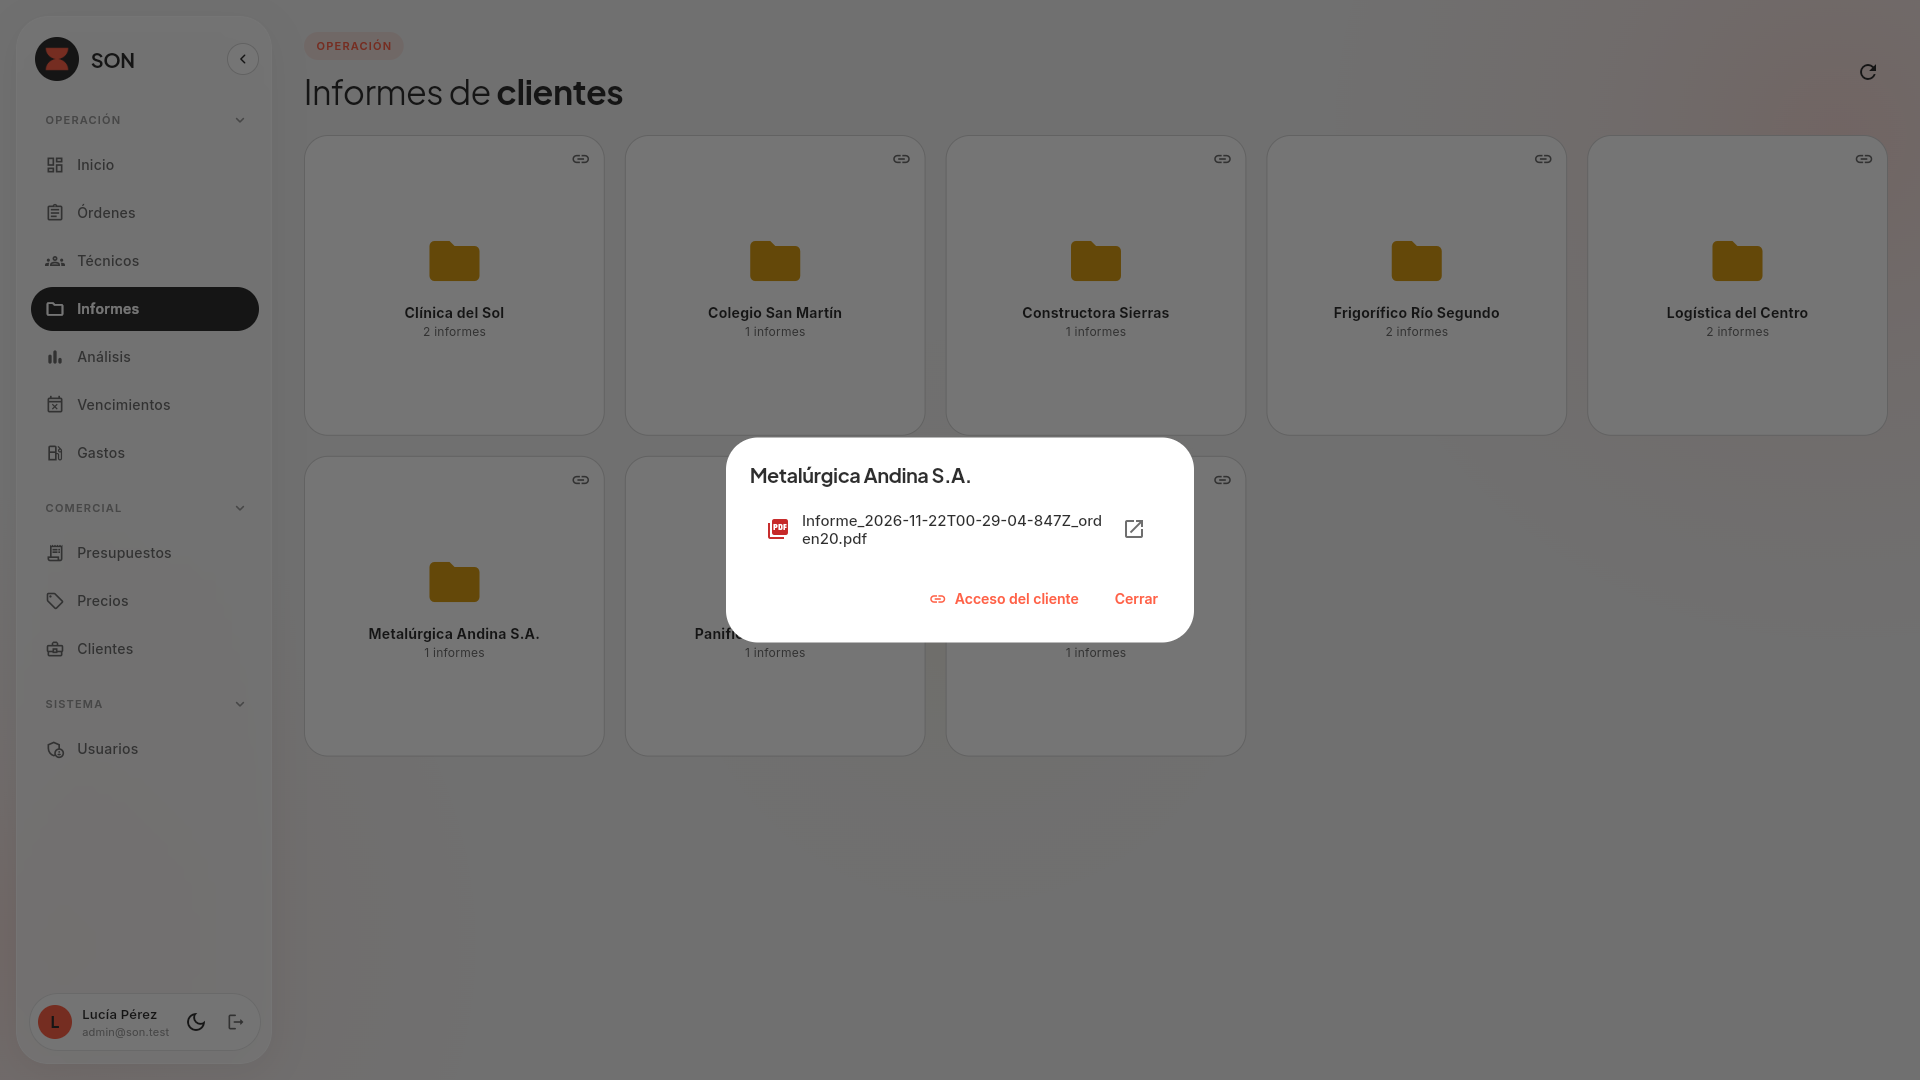 SON
OPERACIÓN
Inicio
Órdenes
Técnicos
Informes
Análisis
Vencimientos
Gastos
COMERCIAL
Presupuestos
Precios
Clientes
SISTEMA
Usuarios
L
Lucía Pérez
admin@son.test
OPERACIÓN
Informes de clientes
Clínica del Sol
2 informes
Colegio San Martín
1 informes
Constructora Sierras
1 informes
Frigorífico Río Segundo
2 informes
Logística del Centro
2 informes
Metalúrgica Andina S.A.
1 informes
1 informes
1 informes
Metalúrgica Andina S.A.
PDF
Informe_2026-11-22T00-29-04-847Z_ord
en20.pdf
Acceso del cliente
Cerrar